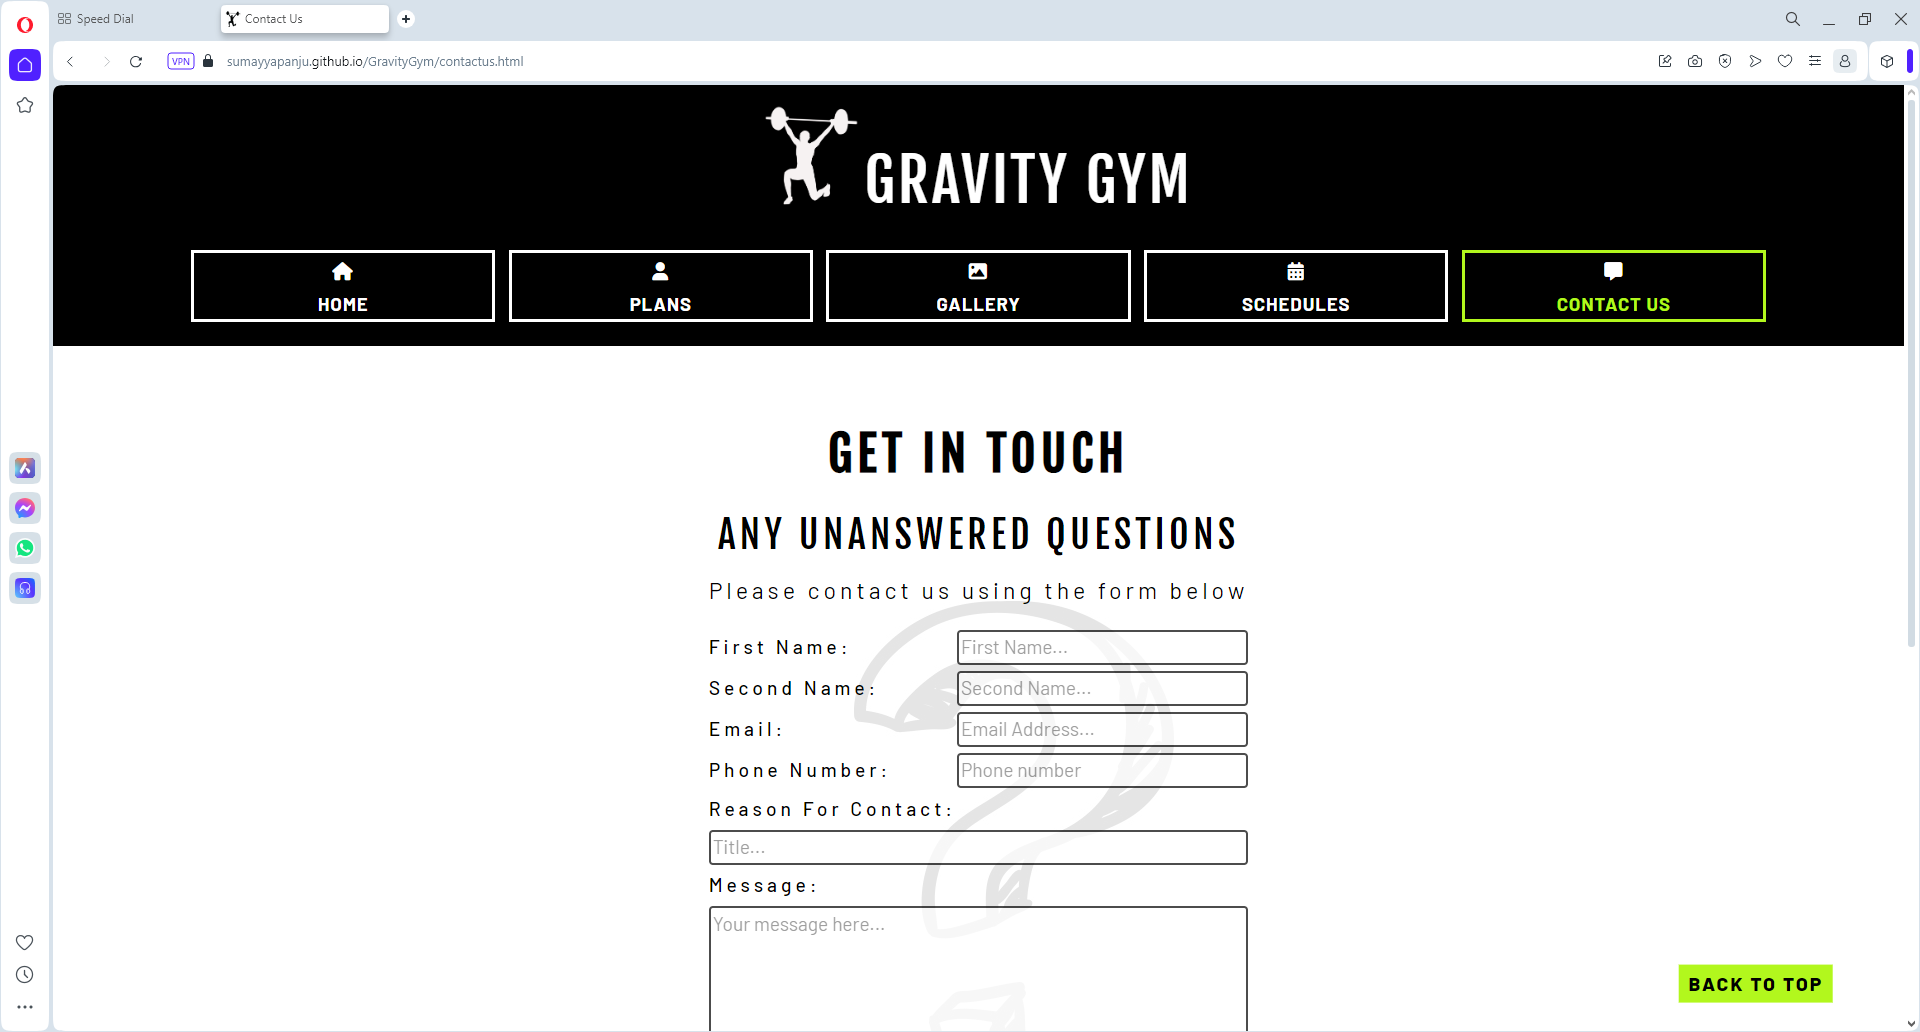 Speed Dial
Contact Us
VPN
sumayyapanju.github.io/GravityGym/contactus.html
GRAVITY GYM
HOME
PLANS
GALLERY
SCHEDULES
CONTACT US
GET IN TOUCH
ANY UNANSWERED QUESTIONS
Please contact us using the form below
First Name:
First Name...
Second Name:
Second Name...
Email:
Email Address...
Phone Number:
Phone number
Reason For Contact:
Title...
Message:
Your message here...
BACK TO TOP